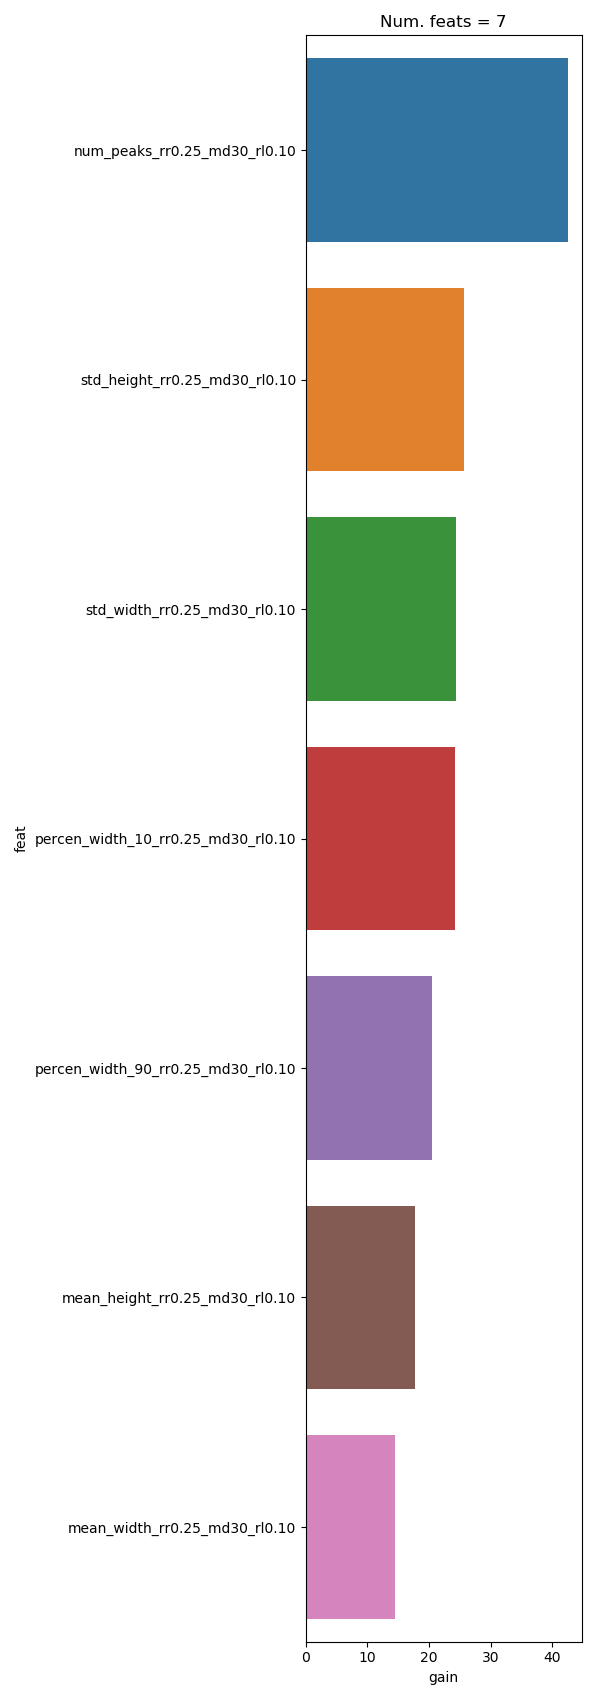 Num. feats = 7
num_peaks_rr0.25_md30_rl0.10
std_height_rr0.25_md30_rl0.10
std_width_rr0.25_md30_rl0.10
percen_width_10_rr0.25_md30_rl0.10
feat
percen_width_90_rr0.25_md30_rl0.10
mean_height_rr0.25_md30_rl0.10
mean_width_rr0.25_md30_rl0.10
0 10 20 30 40
gain